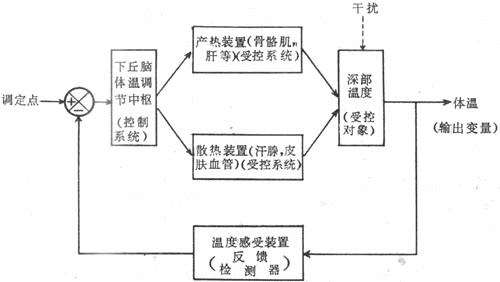 干扰
产热装置(骨骼肌,
肝等)(受控系统)
下丘脑
体温调
节中枢
(控制
系统)
调定点
+
−
深部
温度
(受控
对象)
体温
(输出变量)
散热装置(汗腺,皮
肤血管)(受控系统)
温度感受装置
(反馈
检测器)